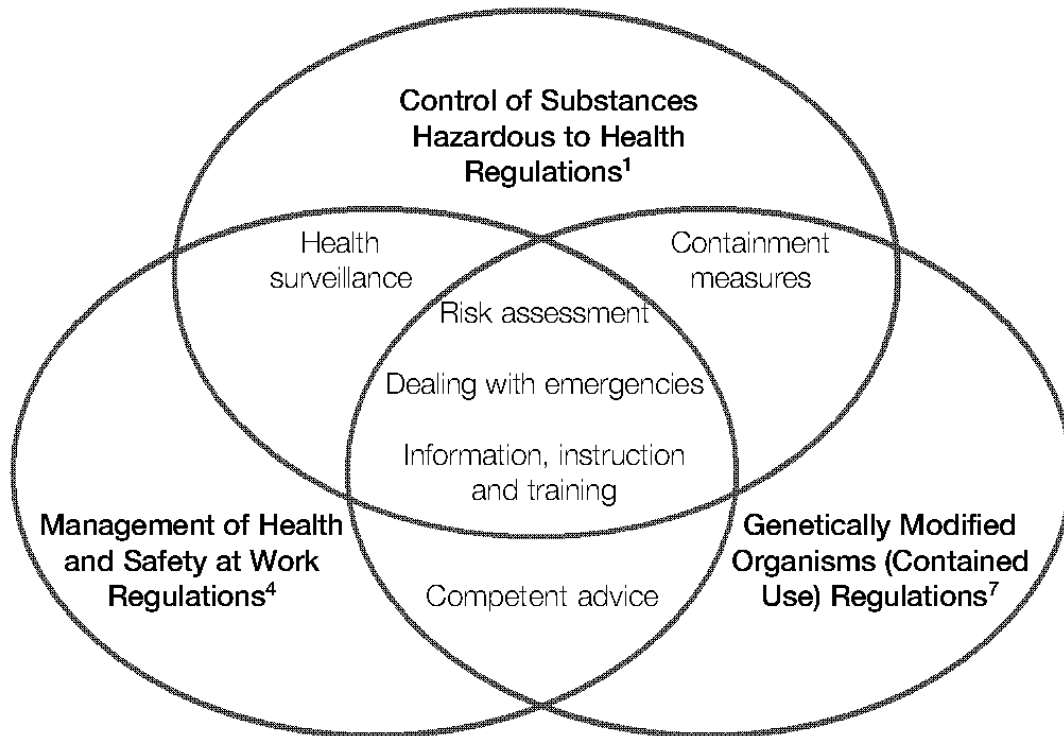 Control of Substances
Hazardous to Health
Regulations¹
Health
surveillance
Containment
measures
Risk assessment
Dealing with emergencies
Information, instruction
and training
Management of Health
and Safety at Work
Regulations⁴
Genetically Modified
Organisms (Contained
Use) Regulations⁷
Competent advice